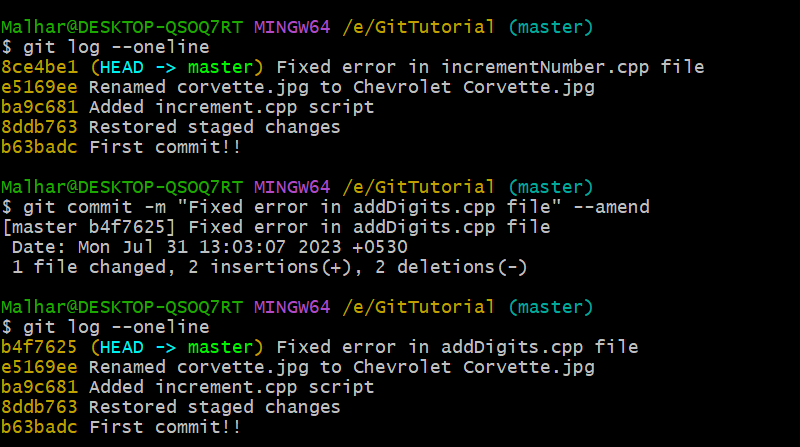 Malhar@DESKTOP-QSOQ7RT MINGW64 /e/GitTutorial (master)
$ git log --oneline
8ce4be1 (HEAD -> master) Fixed error in incrementNumber.cpp file
e5169ee Renamed corvette.jpg to Chevrolet Corvette.jpg
ba9c681 Added increment.cpp script
8ddb763 Restored staged changes
b63badc First commit!!
Malhar@DESKTOP-QSOQ7RT MINGW64 /e/GitTutorial (master)
$ git commit -m "Fixed error in addDigits.cpp file" --amend
[master b4f7625] Fixed error in addDigits.cpp file
 Date: Mon Jul 31 13:03:07 2023 +0530
 1 file changed, 2 insertions(+), 2 deletions(-)
Malhar@DESKTOP-QSOQ7RT MINGW64 /e/GitTutorial (master)
$ git log --oneline
b4f7625 (HEAD -> master) Fixed error in addDigits.cpp file
e5169ee Renamed corvette.jpg to Chevrolet Corvette.jpg
ba9c681 Added increment.cpp script
8ddb763 Restored staged changes
b63badc First commit!!